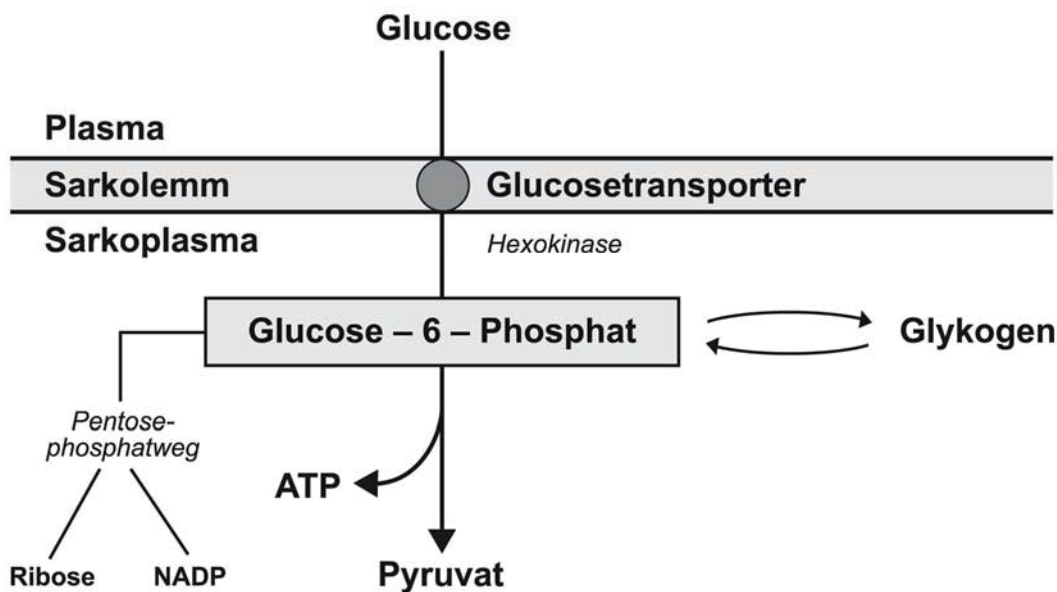 Glucose
Plasma
Sarkolemm
Glucosetransporter
Sarkoplasma
Hexokinase
Glucose – 6 – Phosphat
Glykogen
Pentose-
phosphatweg
ATP
Ribose
NADP
Pyruvat